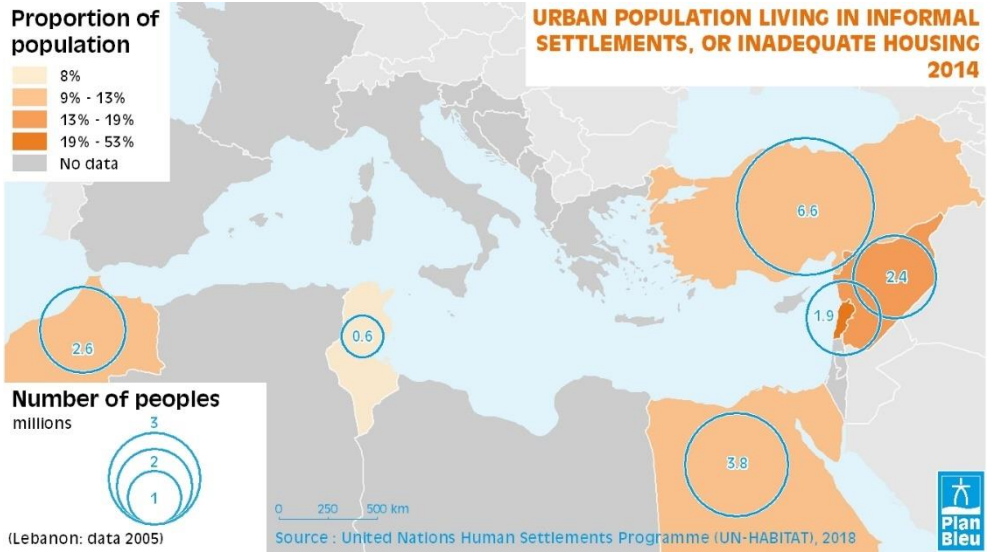 Proportion of
population
8%
9% - 13%
13% - 19%
19% - 53%
No data
URBAN POPULATION LIVING IN INFORMAL
SETTLEMENTS, OR INADEQUATE HOUSING
2014
6.6
2.4
1.9
2.6
0.6
3.8
Number of peoples
millions
3
2
1
(Lebanon: data 2005)
0 250 500 km
Source : United Nations Human Settlements Programme (UN-HABITAT), 2018
Plan
Bleu